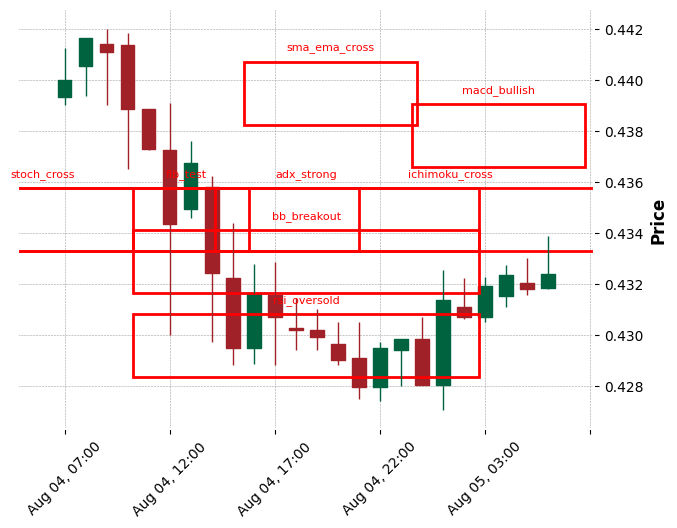 sma_ema_cross
macd_bullish
stoch_cross
adx_strong
ichimoku_cross
bb_breakout
0.442
0.440
0.438
0.436
0.434
0.432
0.430
0.428
Price
Aug 04, 07:00
Aug 04, 12:00
Aug 04, 17:00
Aug 04, 22:00
Aug 05, 03:00